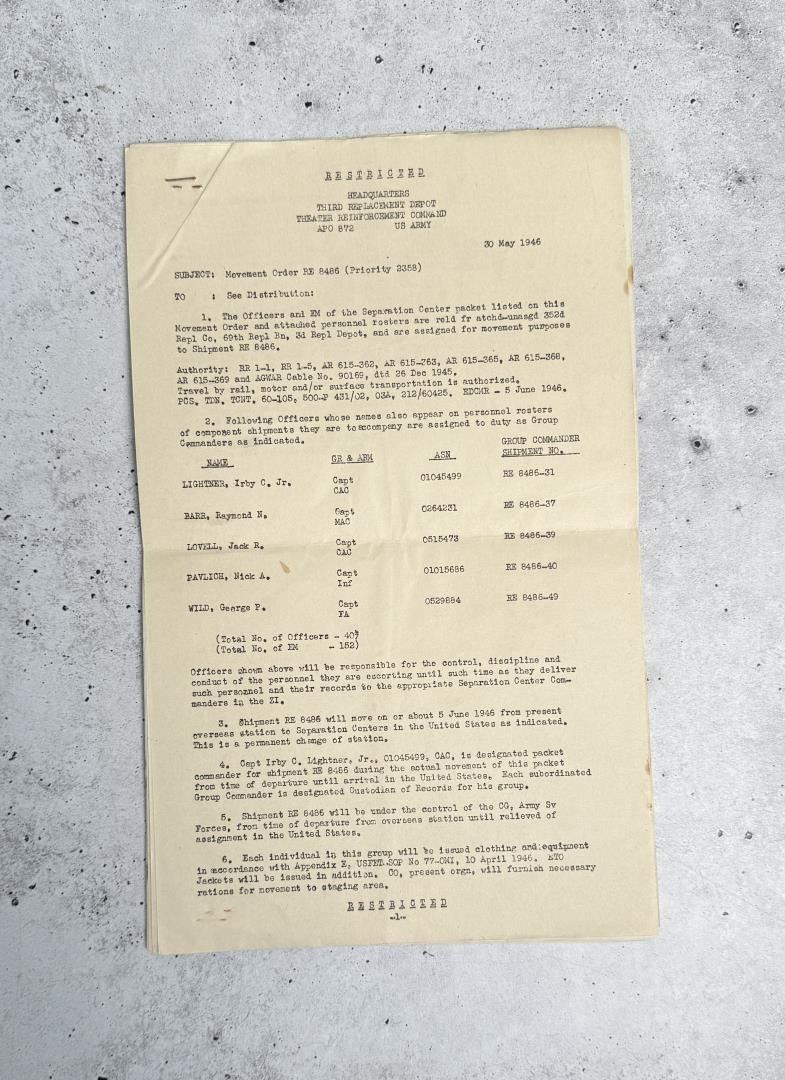 RESTRICTED
HEADQUARTERS
THIRD REPLACEMENT DEPOT
THEATER REINFORCEMENT COMMAND
APO 872 US ARMY
30 May 1946
SUBJECT: Movement Order RE 8486 (Priority 2358)
TO : See Distribution:
1. The Officers and EM of the Separation Center packet listed on this
Movement Order and attached personnel rosters are reld fr atchd-unasgd 352d
Repl Co, 69th Repl Bn, 3d Repl Depot, and are assigned for movement purposes
to Shipment RE 8486.
Authority: RR 1-1, RR 1-5, AR 615-362, AR 615-363, AR 615-365, AR 615-368,
AR 615-369 and AGWAR Cable No. 90169, dtd 26 Dec 1945.
Travel by rail, motor and/or surface transportation is authorized.
PCS. TDN. TCNT. 60-105, 500-P 431/02, 03A, 212/60425. EDCMR - 5 June 1946.
2. Following Officers whose names also appear on personnel rosters
of component shipments they are to accompany are assigned to duty as Group
Commanders as indicated.
NAME GR & ARM ASN GROUP COMMANDER SHIPMENT NO.
LIGHTNER, Irby C. Jr. Capt CAC 01045499 RE 8486-31
BARR, Raymond N. Capt MAC 0264231 RE 8486-37
LOVELL, Jack R. Capt CAC 0515473 RE 8486-39
PAVLICH, Nick A. Capt Inf 01015686 RE 8486-40
WILD, George P. Capt FA 0529884 RE 8486-49
(Total No. of Officers - 40)
(Total No. of EM - 152)
Officers shown above will be responsible for the control, discipline and
conduct of the personnel they are escorting until such time as they deliver
such personnel and their records to the appropriate Separation Center Com-
manders in the ZI.
3. Shipment RE 8486 will move on or about 5 June 1946 from present
overseas station to Separation Centers in the United States as indicated.
This is a permanent change of station.
4. Capt Irby C. Lightner, Jr., 01045499, CAC, is designated packet
commander for shipment RE 8486 during the actual movement of this packet
from time of departure until arrival in the United States. Each subordinated
Group Commander is designated Custodian of Records for his group.
5. Shipment RE 8486 will be under the control of the CG, Army Sv
Forces, from time of departure from overseas station until relieved of
assignment in the United States.
6. Each individual in this group will be issued clothing and equipment
in accordance with Appendix E, USFET SOP No 77-GM1, 10 April 1946. ETO
Jackets will be issued in addition. CO, present orgn, will furnish necessary
rations for movement to staging area.
RESTRICTED
-1-